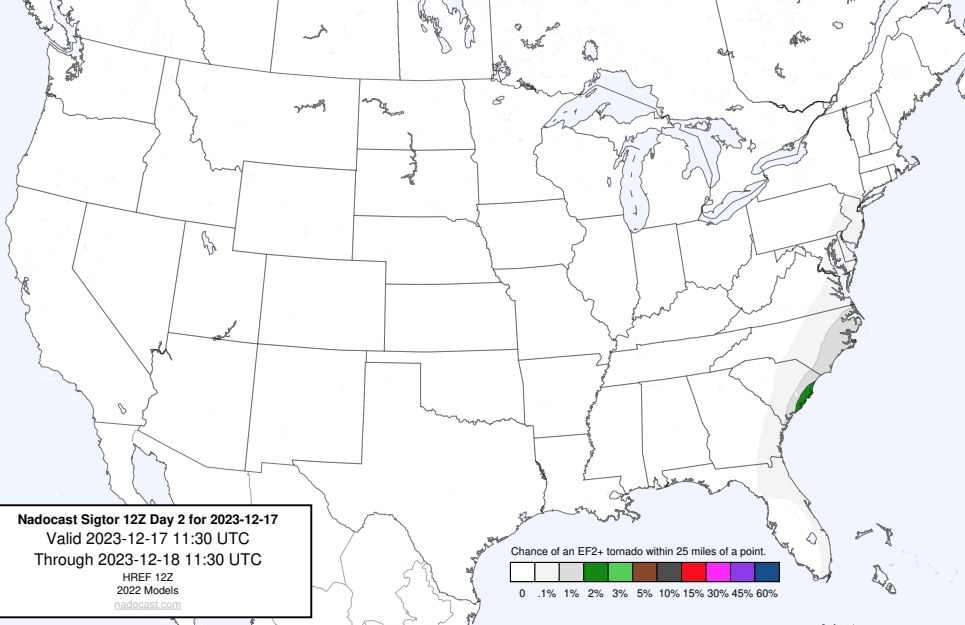 Nadocast Sigtor 12Z Day 2 for 2023-12-17
Valid 2023-12-17 11:30 UTC
Through 2023-12-18 11:30 UTC
HREF 12Z
2022 Models
nadocast.com
Chance of an EF2+ tornado within 25 miles of a point.
0 .1% 1% 2% 3% 5% 10% 15% 30% 45% 60%